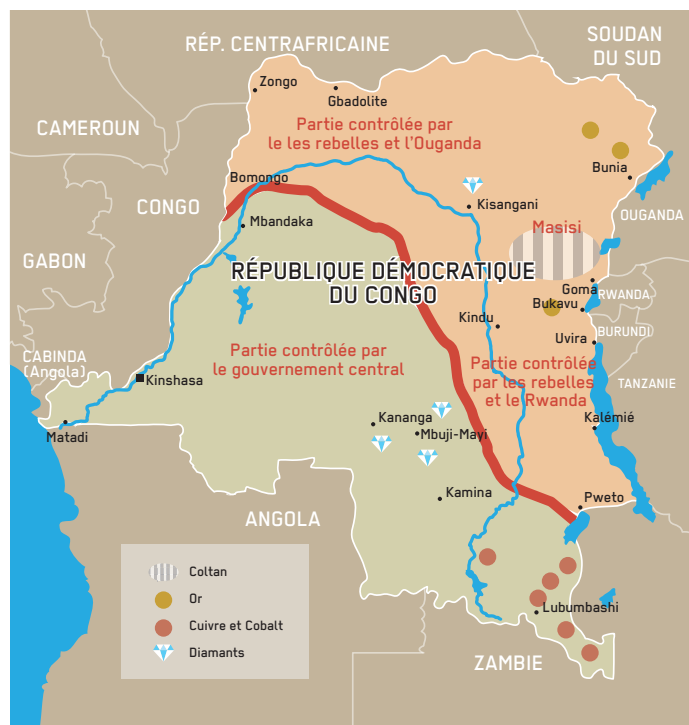 RÉP. CENTRAFRICAINE
SOUDAN
DU SUD
Zongo
Gbadolite
CAMEROUN
Partie contrôlée par
le les rebelles et l'Ouganda
Bunia
Bomongo
CONGO
Kisangani
Mbandaka
OUGANDA
Masisi
GABON
RÉPUBLIQUE DÉMOCRATIQUE
DU CONGO
Goma
RWANDA
Bukavu
Kindu
BURUNDI
Uvira
CABINDA
(Angola)
Partie contrôlée par
le gouvernement central
Partie contrôlée
par les rebelles
et le Rwanda
Kinshasa
TANZANIE
Kananga
Kalémié
Matadi
Mbuji-Mayi
Kamina
Pweto
ANGOLA
Coltan
Or
Cuivre et Cobalt
Diamants
Lubumbashi
ZAMBIE